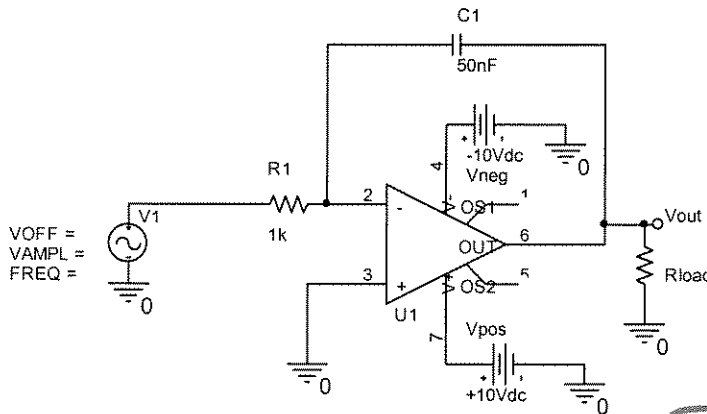 C1
50nF
-10Vdc
0
Vneg
4
R1
1k
2
-
V-
OS1
1
V1
VOFF =
VAMPL =
FREQ =
0
OUT
6
Vout
3
+
V+
OS2
5
U1
7
Rload
0
0
Vpos
+10Vdc
0